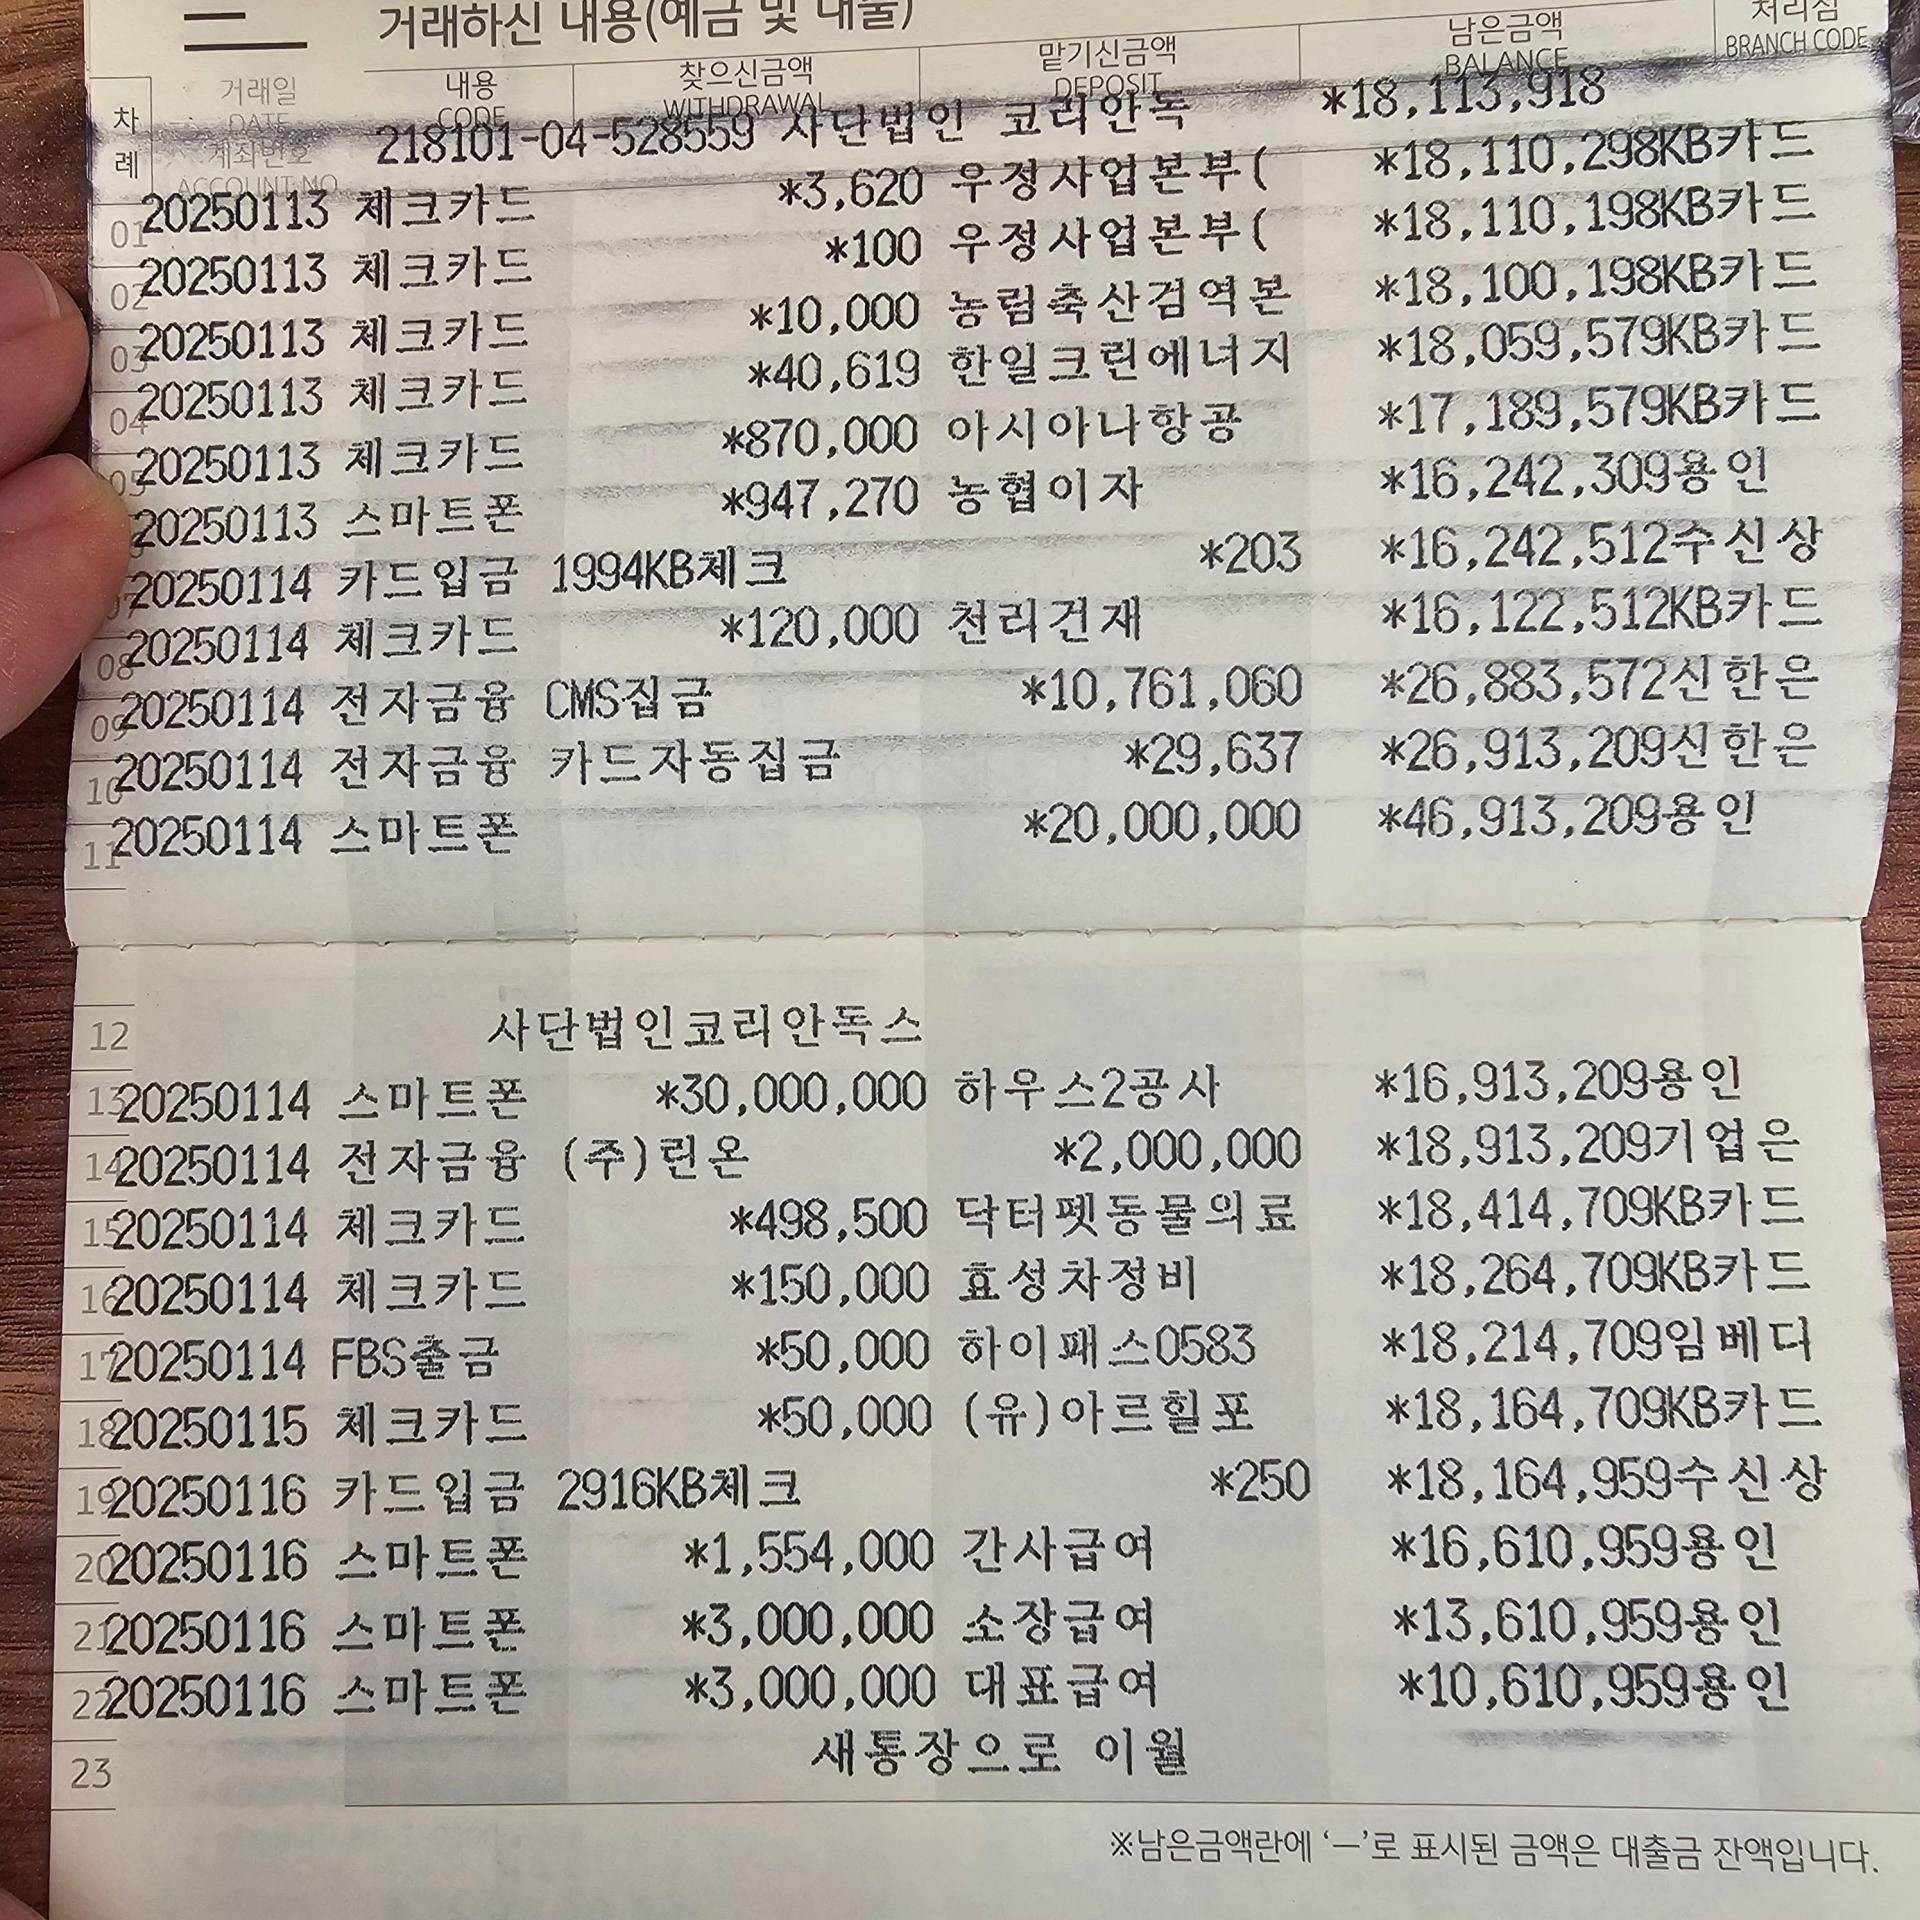 거래하신 내용(예금 및 대출)
차례 거래일 DATE 계좌번호 ACCOUNT NO 내용 CODE 찾으신금액 WITHDRAWAL 맡기신금액 DEPOSIT 남은금액 BALANCE 처리점 BRANCH CODE
218101-04-528559 사단법인 코리안독 *18,113,918
01 20250113 체크카드 *3,620 우정사업본부( *18,110,298KB카드
02 20250113 체크카드 *100 우정사업본부( *18,110,198KB카드
03 20250113 체크카드 *10,000 농림축산검역본 *18,100,198KB카드
04 20250113 체크카드 *40,619 한일크린에너지 *18,059,579KB카드
05 20250113 체크카드 *870,000 아시아나항공 *17,189,579KB카드
20250113 스마트폰 *947,270 농협이자 *16,242,309용인
07 20250114 카드입금 1994KB체크 *203 *16,242,512수신상
08 20250114 체크카드 *120,000 천리건재 *16,122,512KB카드
09 20250114 전자금융 CMS집금 *10,761,060 *26,883,572신한은
10 20250114 전자금융 카드자동집금 *29,637 *26,913,209신한은
11 20250114 스마트폰 *20,000,000 *46,913,209용인
12 사단법인코리안독스
13 20250114 스마트폰 *30,000,000 하우스2공사 *16,913,209용인
14 20250114 전자금융 (주)린온 *2,000,000 *18,913,209기업은
15 20250114 체크카드 *498,500 닥터펫동물의료 *18,414,709KB카드
16 20250114 체크카드 *150,000 효성차정비 *18,264,709KB카드
17 20250114 FBS출금 *50,000 하이패스0583 *18,214,709임베디
18 20250115 체크카드 *50,000 (유)아르힐포 *18,164,709KB카드
19 20250116 카드입금 2916KB체크 *250 *18,164,959수신상
20 20250116 스마트폰 *1,554,000 간사급여 *16,610,959용인
21 20250116 스마트폰 *3,000,000 소장급여 *13,610,959용인
22 20250116 스마트폰 *3,000,000 대표급여 *10,610,959용인
23 새통장으로 이월
※남은금액란에 ‘–’로 표시된 금액은 대출금 잔액입니다.